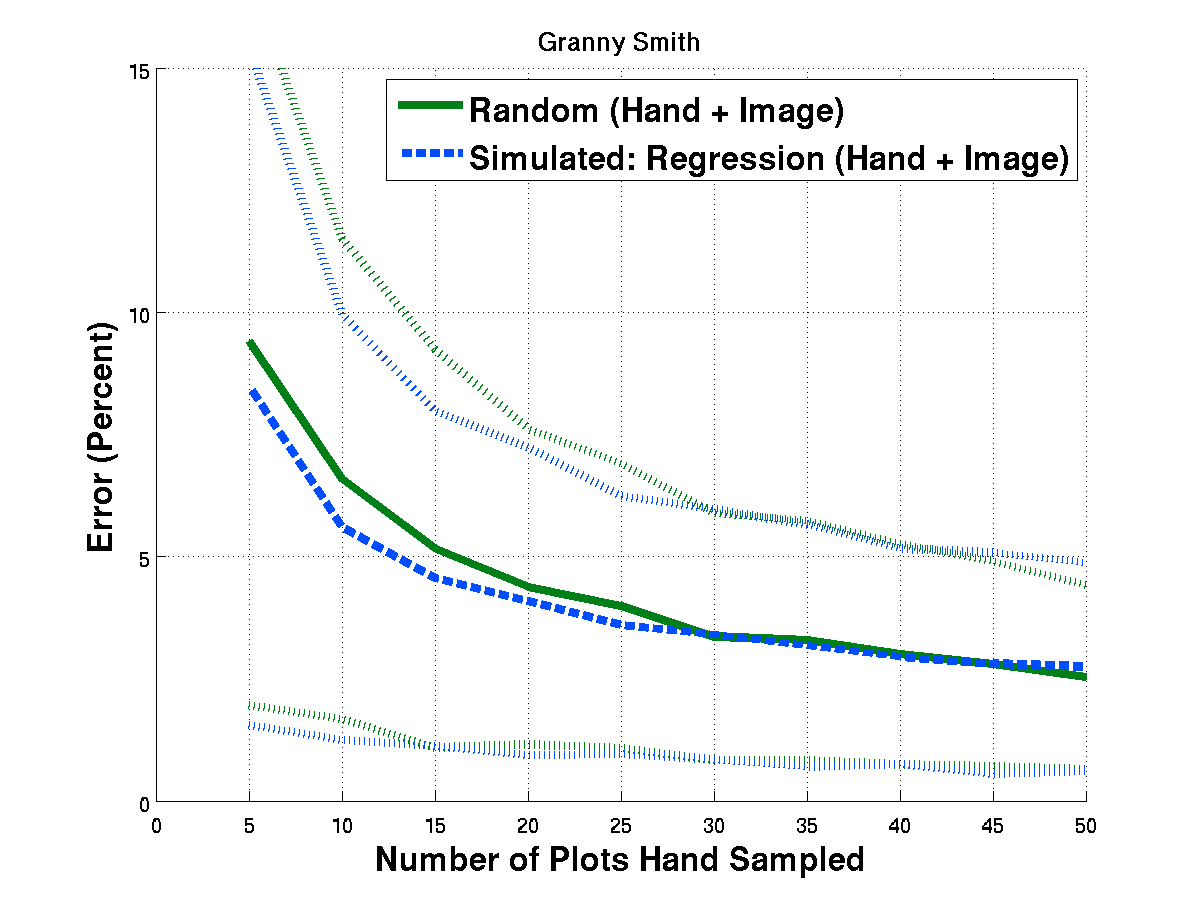 Granny Smith
Random (Hand + Image)
Simulated: Regression (Hand + Image)
Error (Percent)
15
10
5
0
0 5 10 15 20 25 30 35 40 45 50
Number of Plots Hand Sampled